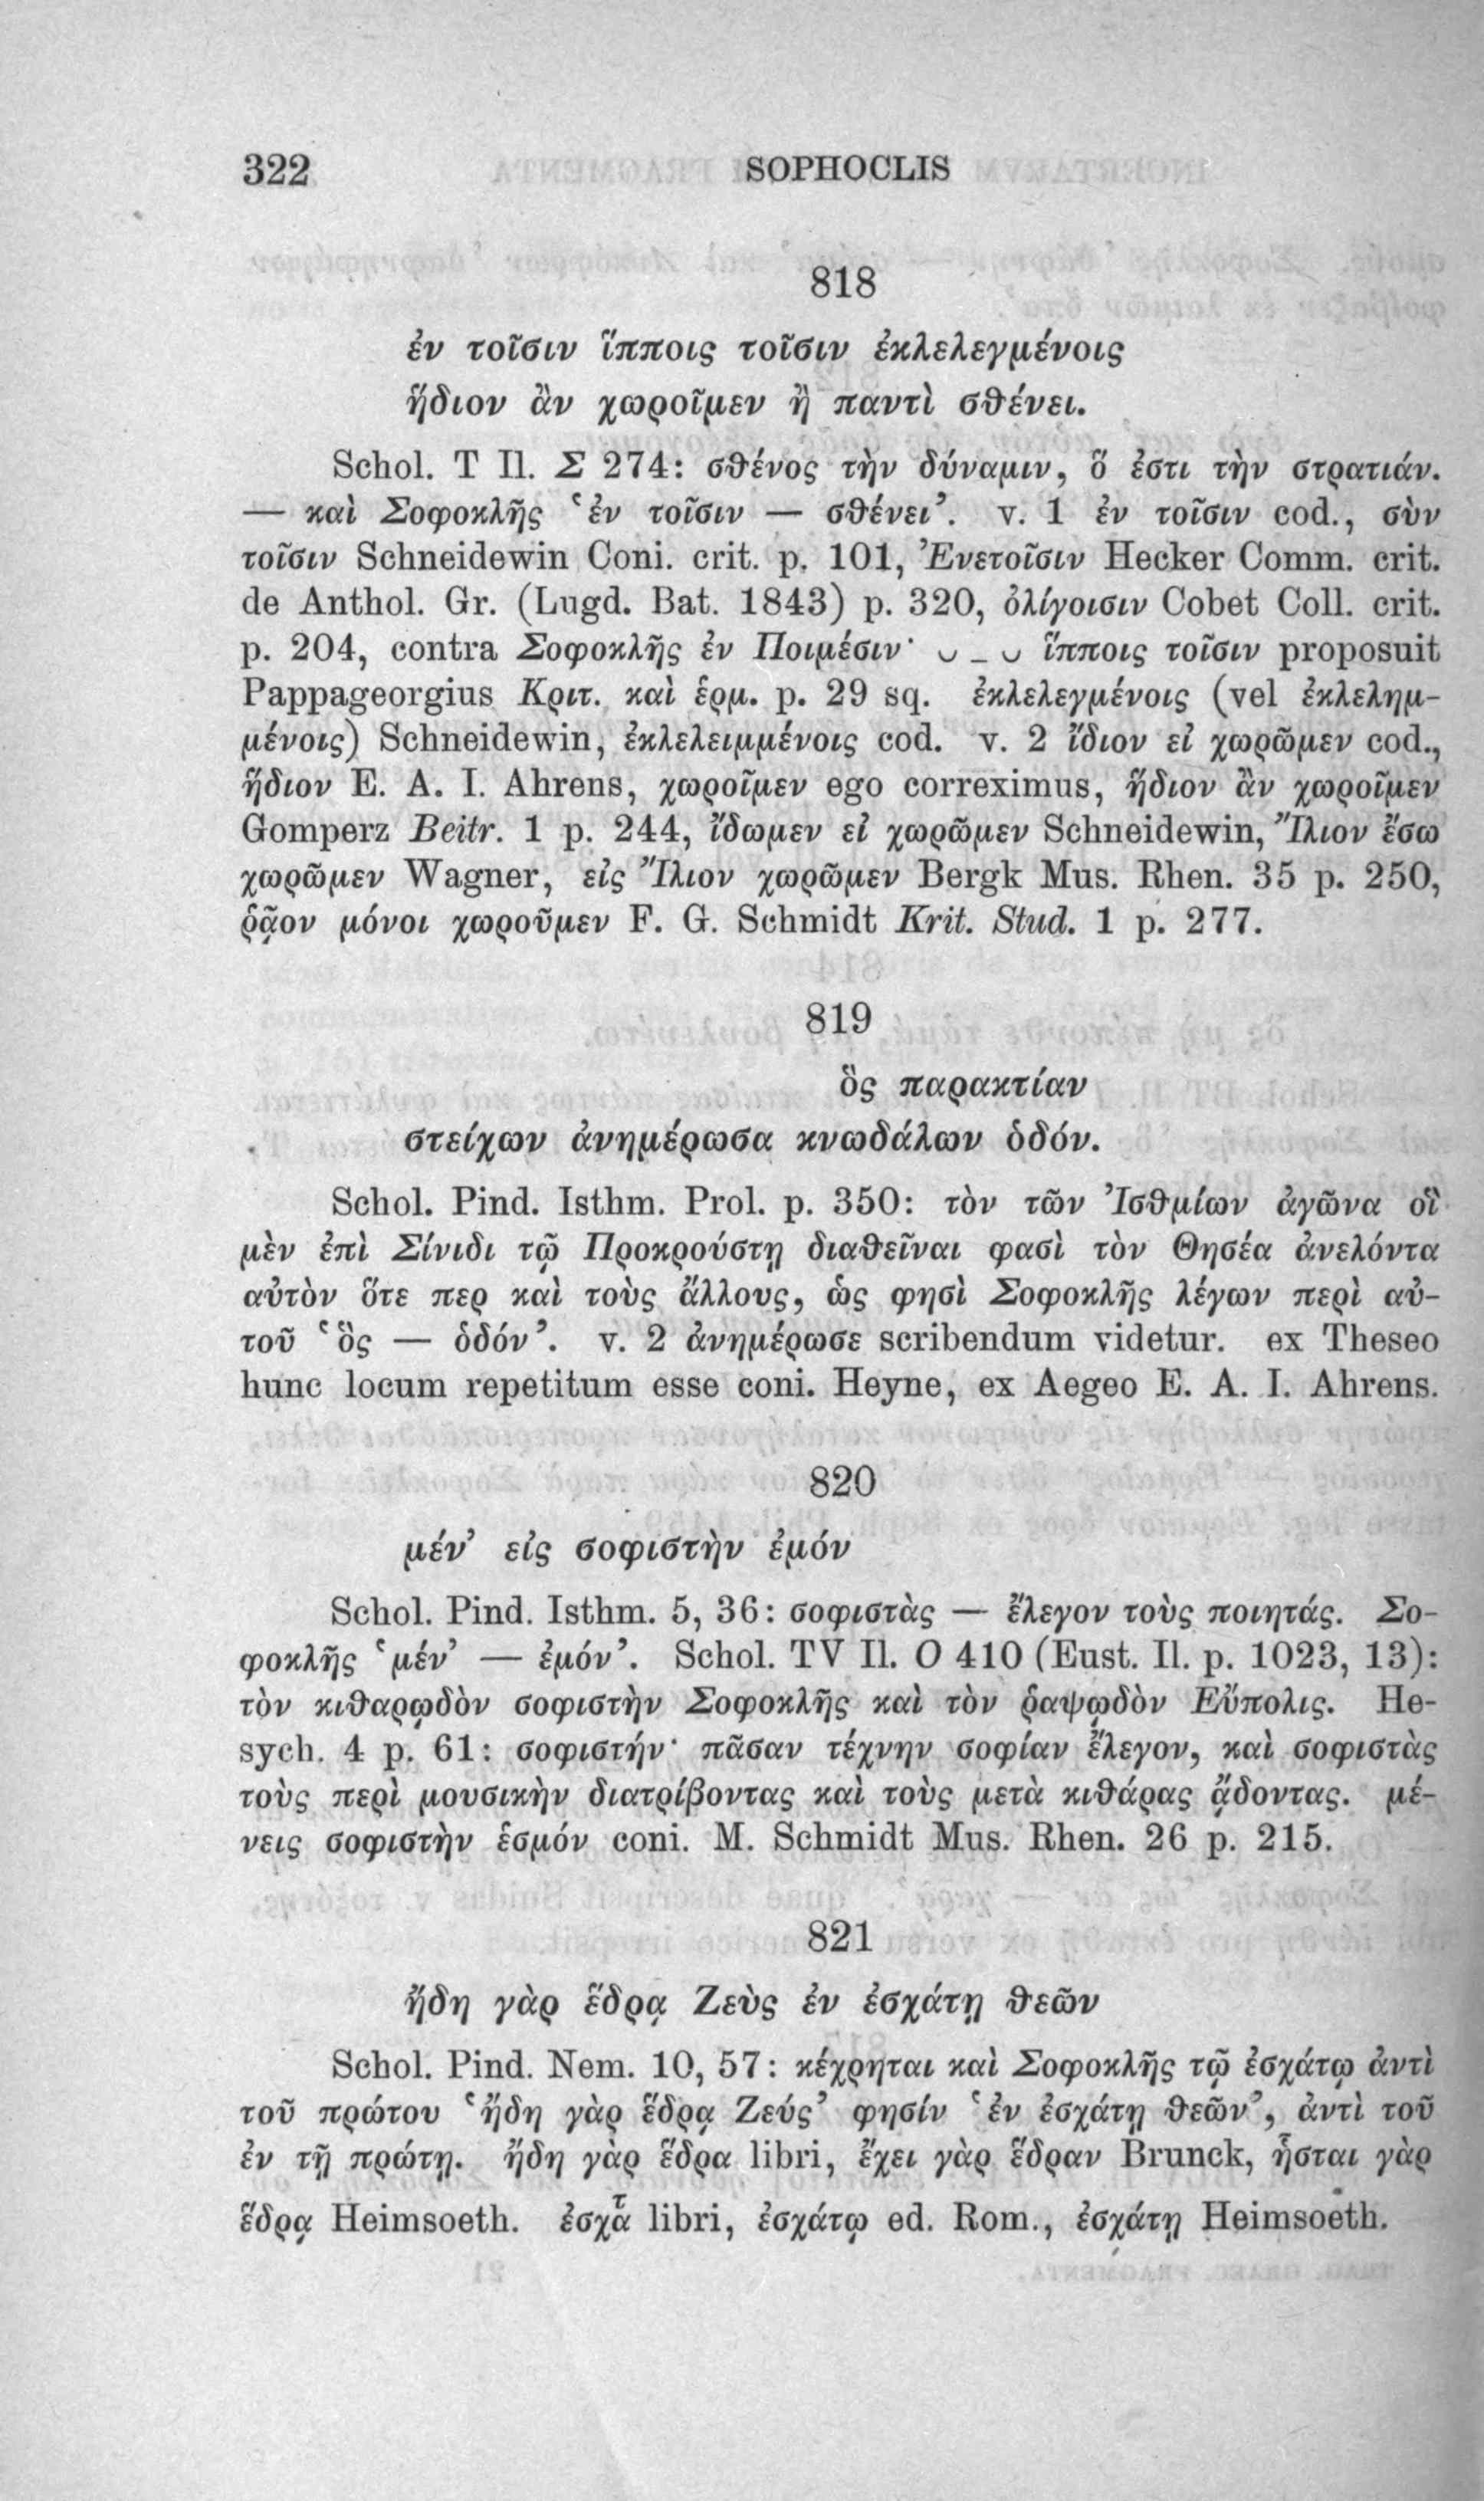 322 SOPHOCLIS
818
ἐν τοῖσιν ἵπποις τοῖσιν ἐκλελεγμένοις
ἥδιον ἂν χωροῖμεν ἢ παντὶ σθένει.
Schol. T Il. Σ 274: σθένος τὴν δύναμιν, ὅ ἐστι τὴν στρατιάν.
— καὶ Σοφοκλῆς ‘ἐν τοῖσιν — σθένει’. v. 1 ἐν τοῖσιν cod., σὺν
τοῖσιν Schneidewin Coni. crit. p. 101, Ἐνετοῖσιν Hecker Comm. crit.
de Anthol. Gr. (Lugd. Bat. 1843) p. 320, ὀλίγοισιν Cobet Coll. crit.
p. 204, contra Σοφοκλῆς ἐν Ποιμέσιν· ᴗ _ ᴗ ἵπποις τοῖσιν proposuit
Pappageorgius Κριτ. καὶ ἑρμ. p. 29 sq. ἐκλελεγμένοις (vel ἐκλελημ-
μένοις) Schneidewin, ἐκλελειμμένοις cod. v. 2 ἴδιον εἰ χωρῶμεν cod.,
ἥδιον E. A. I. Ahrens, χωροῖμεν ego correximus, ἥδιον ἂν χωροῖμεν
Gomperz Beitr. 1 p. 244, ἴδωμεν εἰ χωρῶμεν Schneidewin, Ἴλιον ἔσω
χωρῶμεν Wagner, εἰς Ἴλιον χωρῶμεν Bergk Mus. Rhen. 35 p. 250,
ῥᾷον μόνοι χωροῦμεν F. G. Schmidt Krit. Stud. 1 p. 277.
819
ὃς παρακτίαν
στείχων ἀνημέρωσα κνωδάλων ὁδόν.
Schol. Pind. Isthm. Prol. p. 350: τὸν τῶν Ἰσθμίων ἀγῶνα οἳ
μὲν ἐπὶ Σίνιδι τῷ Προκρούστῃ διαθεῖναι φασὶ τὸν Θησέα ἀνελόντα
αὐτὸν ὅτε περ καὶ τοὺς ἄλλους, ὡς φησὶ Σοφοκλῆς λέγων περὶ αὐ-
τοῦ ‘ὃς — ὁδόν’. v. 2 ἀνημέρωσε scribendum videtur. ex Theseo
hunc locum repetitum esse coni. Heyne, ex Aegeo E. A. I. Ahrens.
820
μέν’ εἰς σοφιστὴν ἐμόν
Schol. Pind. Isthm. 5, 36: σοφιστὰς — ἔλεγον τοὺς ποιητάς. Σο-
φοκλῆς ‘μέν’ — ἐμόν’. Schol. TV Il. O 410 (Eust. Il. p. 1023, 13):
τὸν κιθαρῳδὸν σοφιστὴν Σοφοκλῆς καὶ τὸν ῥαψῳδὸν Εὔπολις. He-
sych. 4 p. 61: σοφιστήν· πᾶσαν τέχνην σοφίαν ἔλεγον, καὶ σοφιστὰς
τοὺς περὶ μουσικὴν διατρίβοντας καὶ τοὺς μετὰ κιθάρας ᾄδοντας. μέ-
νεις σοφιστὴν ἑσμόν coni. M. Schmidt Mus. Rhen. 26 p. 215.
821
ἤδη γὰρ ἕδρᾳ Ζεὺς ἐν ἐσχάτῃ θεῶν
Schol. Pind. Nem. 10, 57: κέχρηται καὶ Σοφοκλῆς τῷ ἐσχάτῳ ἀντὶ
τοῦ πρώτου ‘ἤδη γὰρ ἕδρᾳ Ζεύς’ φησίν ‘ἐν ἐσχάτῃ θεῶν’, ἀντὶ τοῦ
ἐν τῇ πρώτῃ. ἤδη γὰρ ἕδρα libri, ἔχει γὰρ ἕδραν Brunck, ἧσται γὰρ
ἕδρᾳ Heimsoeth. ἐσχᾶͭ libri, ἐσχάτῳ ed. Rom., ἐσχάτῃ Heimsoeth.